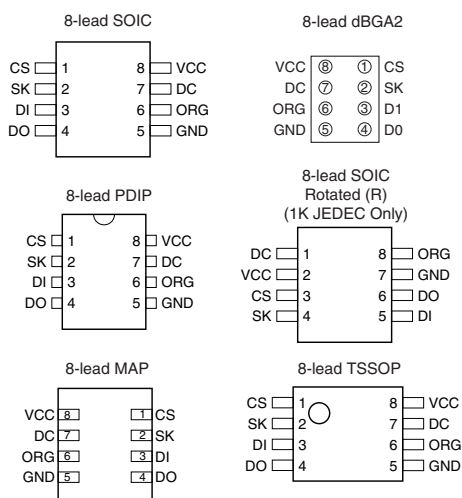 8-lead SOIC
CS 1 8 VCC
SK 2 7 DC
DI 3 6 ORG
DO 4 5 GND
8-lead dBGA2
VCC 8 1 CS
DC 7 2 SK
ORG 6 3 D1
GND 5 4 D0
8-lead PDIP
CS 1 8 VCC
SK 2 7 DC
DI 3 6 ORG
DO 4 5 GND
8-lead SOIC
Rotated (R)
(1K JEDEC Only)
DC 1 8 ORG
VCC 2 7 GND
CS 3 6 DO
SK 4 5 DI
8-lead MAP
VCC 8 1 CS
DC 7 2 SK
ORG 6 3 DI
GND 5 4 DO
8-lead TSSOP
CS 1 8 VCC
SK 2 7 DC
DI 3 6 ORG
DO 4 5 GND